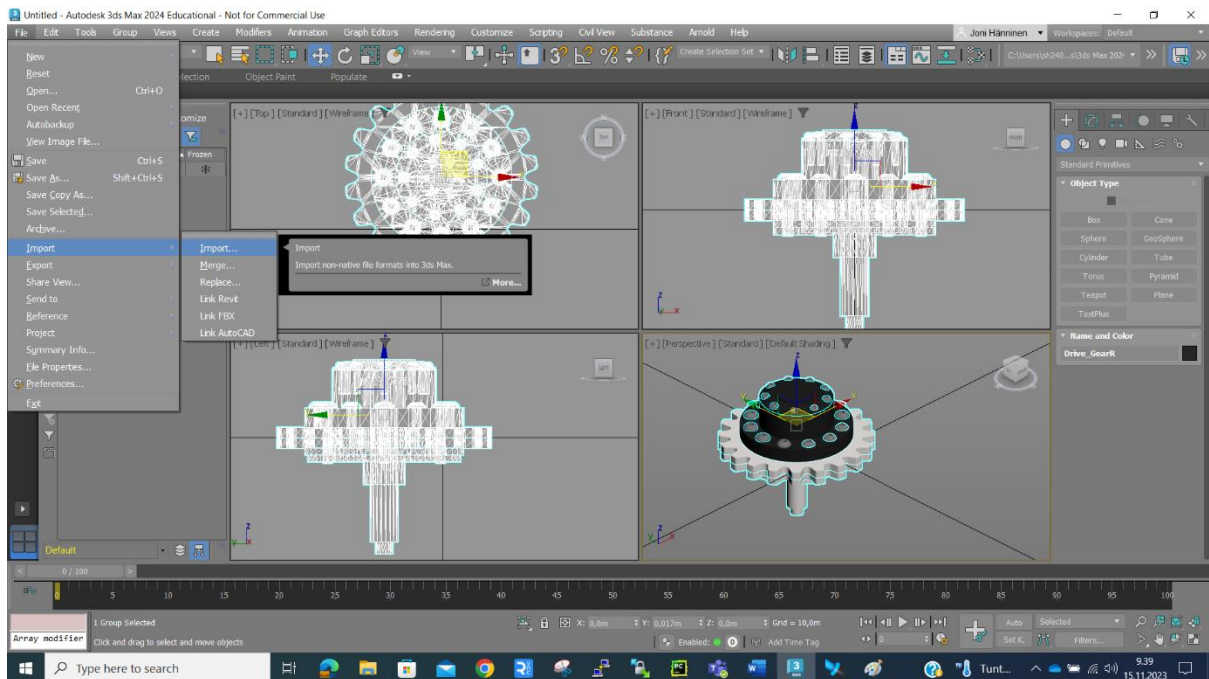 Untitled - Autodesk 3ds Max 2024 Educational - Not for Commercial Use
File Edit Tools Group Views Create Modifiers Animation Graph Editors Rendering Customize Scripting Civil View Substance Arnold Help
Joni Hänninen Workspaces: Default
View
Create Selection Set
Object Paint Populate
New
Reset
Open... Ctrl+O
Open Recent
Autobackup
View Image File...
Save Ctrl+S
Save As... Shift+Ctrl+S
Save Copy As...
Save Selected...
Archive...
Import
Export
Share View...
Send to
Reference
Project
Summary Info...
File Properties...
Preferences...
Exit
Import...
Merge...
Replace...
Link Revit
Link FBX
Link AutoCAD
Import
Import non-native file formats into 3ds Max.
More...
Frozen
[+] [Top ] [Standard ] [Wireframe ]
TOP
[+] [Front ] [Standard ] [Wireframe ]
FRONT
[+] [Left ] [Standard ] [Wireframe ]
LEFT
[+] [Perspective ] [Standard ] [Default Shading ]
Standard Primitives
Object Type
Box Cone
Sphere GeoSphere
Cylinder Tube
Torus Pyramid
Teapot Plane
TextPlus
Name and Color
Drive_GearR
Default
0 / 100
0 5 10 15 20 25 30 35 40 45 50 55 60 65 70 75 80 85 90 95 100
1 Group Selected
X: 0,0m Y: 0,017m Z: 0,0m Grid = 10,0m
Auto Selected
Array modifier
Click and drag to select and move objects
Enabled: Add Time Tag
0
Set K. Filters...
Type here to search
Tunt...
9.39
15.11.2023